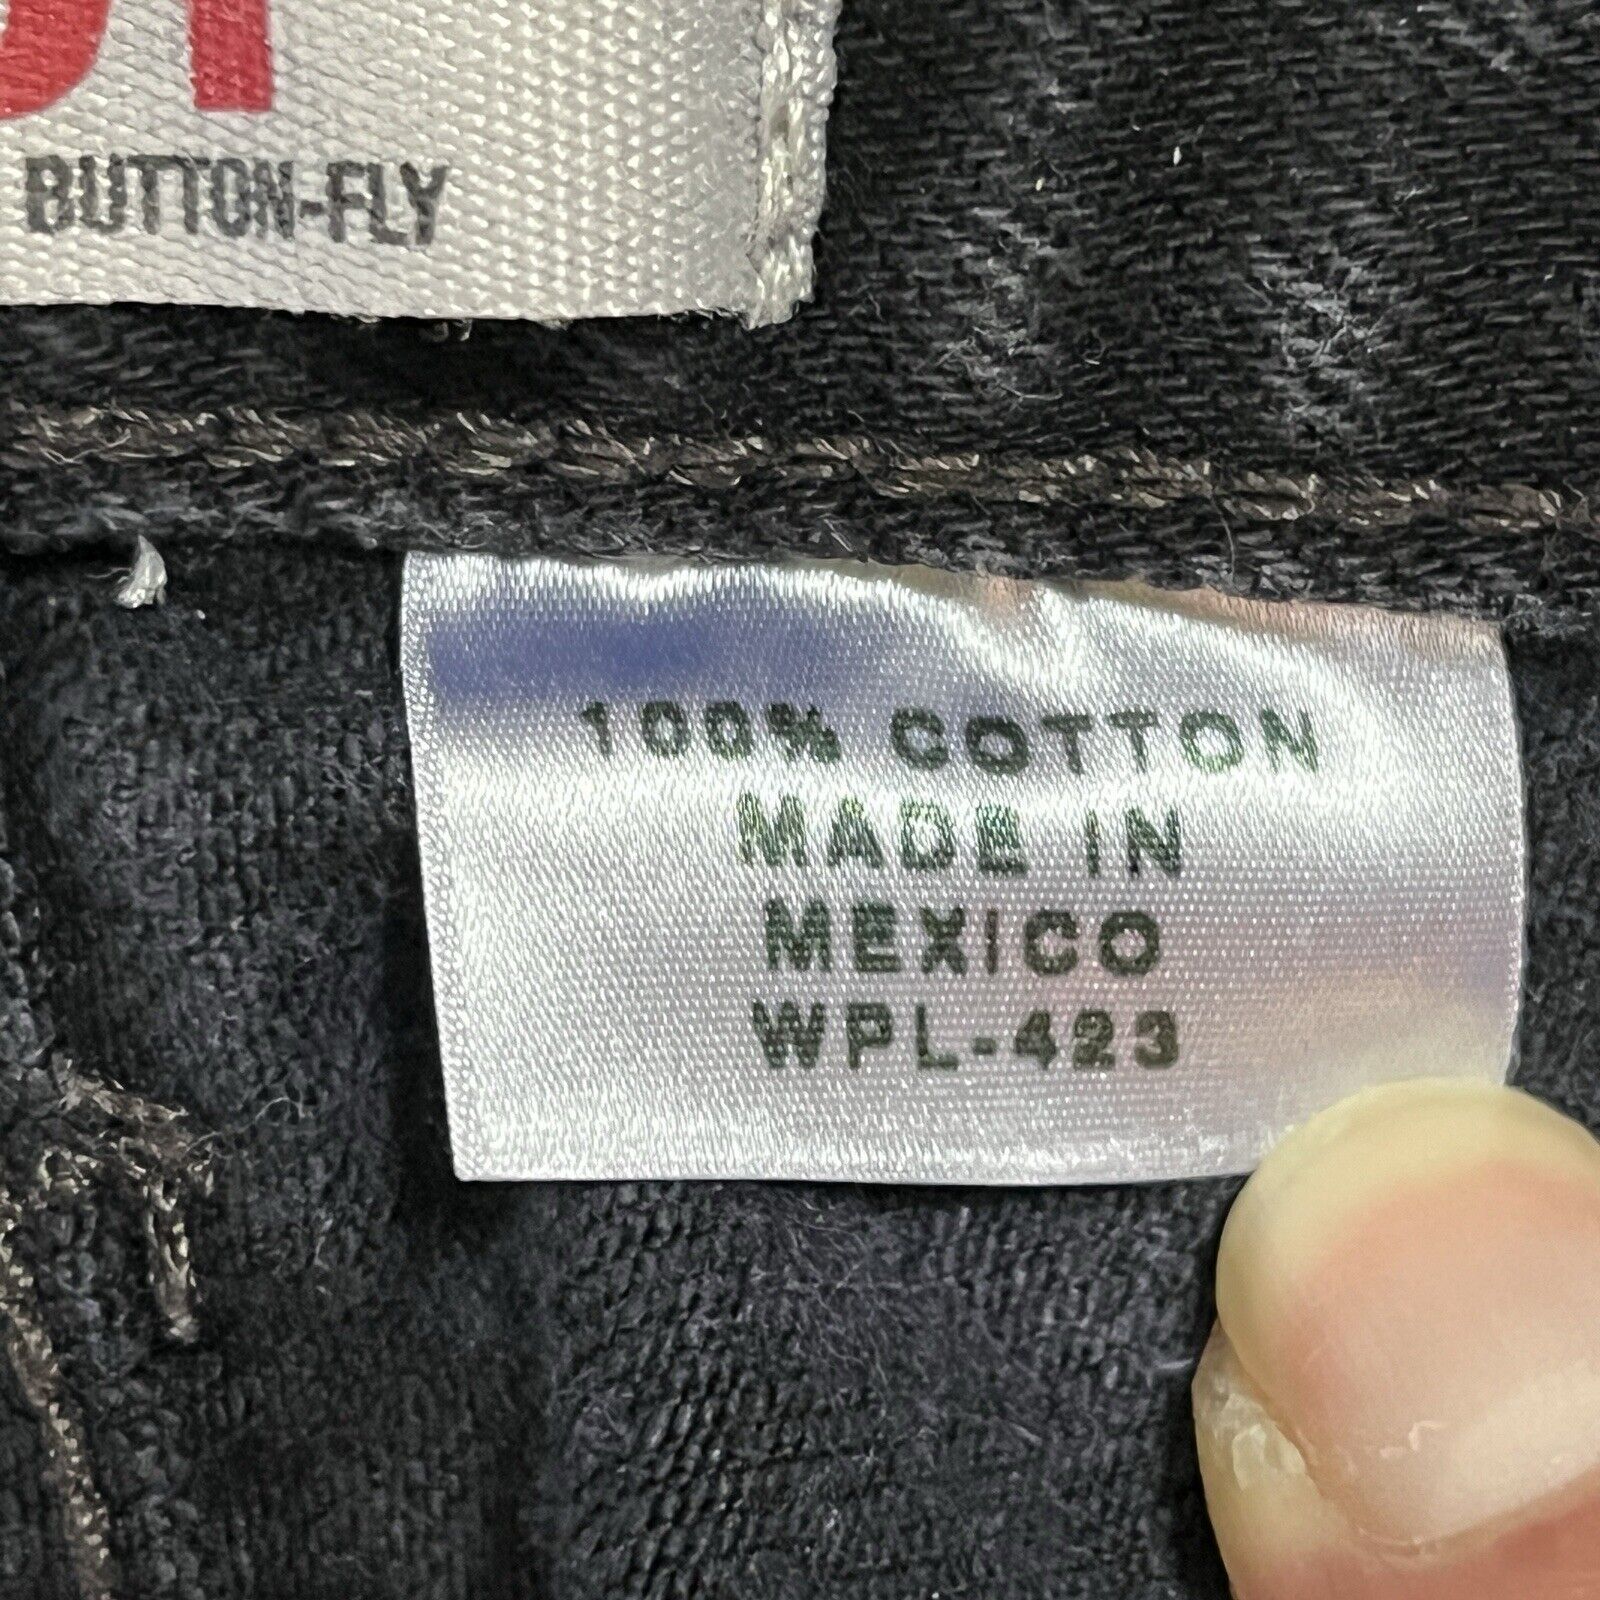 BUTTON-FLY
100% COTTON
MADE IN
MEXICO
WPL-423